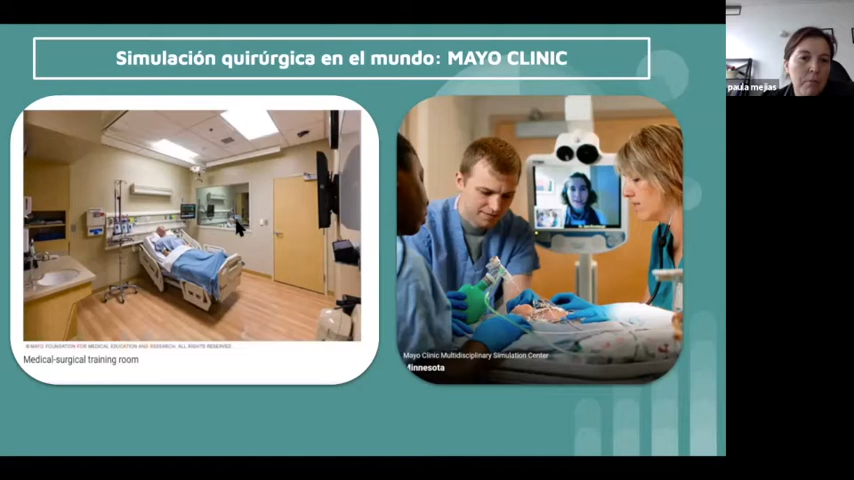 Simulación quirúrgica en el mundo: MAYO CLINIC
paula mejias
© MAYO FOUNDATION FOR MEDICAL EDUCATION AND RESEARCH. ALL RIGHTS RESERVED.
Medical-surgical training room
Mayo Clinic Multidisciplinary Simulation Center
Minnesota